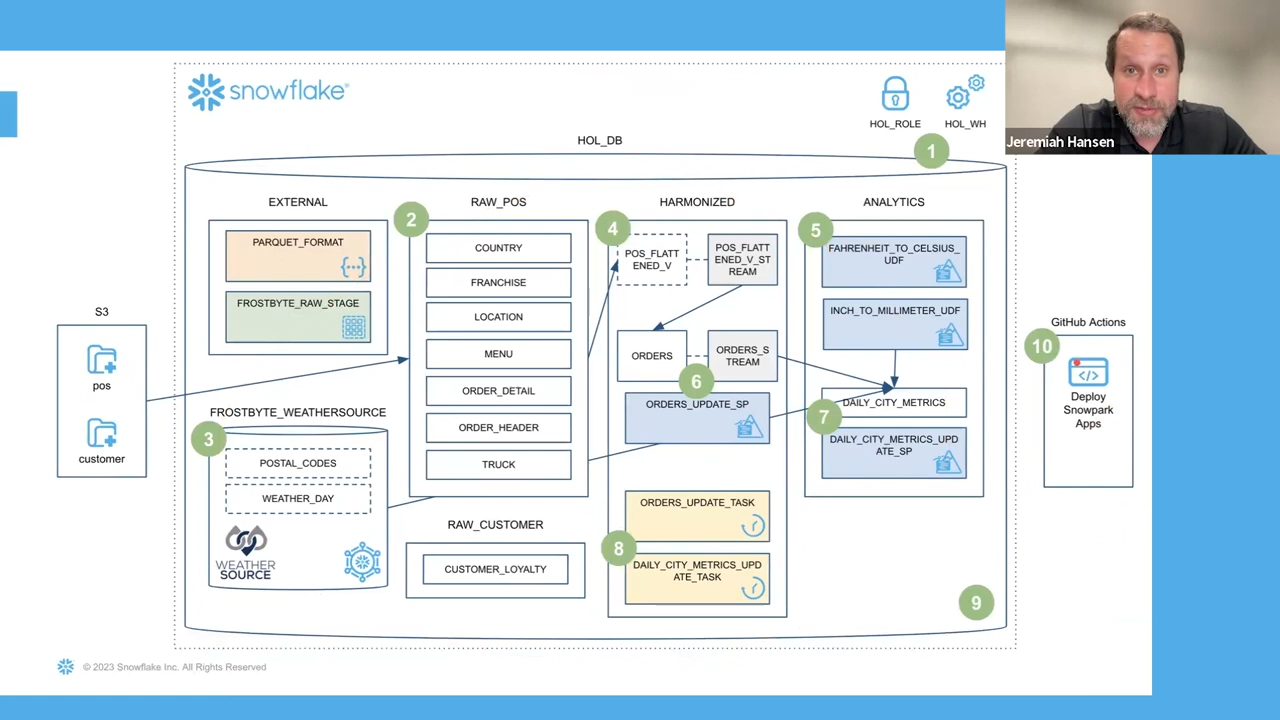 snowflake®
HOL_ROLE
HOL_WH
Jeremiah Hansen
HOL_DB
1
EXTERNAL
PARQUET_FORMAT
FROSTBYTE_RAW_STAGE
S3
pos
customer
FROSTBYTE_WEATHERSOURCE
3
POSTAL_CODES
WEATHER_DAY
WEATHER
SOURCE
RAW_POS
2
COUNTRY
FRANCHISE
LOCATION
MENU
ORDER_DETAIL
ORDER_HEADER
TRUCK
RAW_CUSTOMER
CUSTOMER_LOYALTY
HARMONIZED
4
POS_FLATT
ENED_V
POS_FLATT
ENED_V_ST
REAM
ORDERS
ORDERS_S
TREAM
6
ORDERS_UPDATE_SP
ORDERS_UPDATE_TASK
8
DAILY_CITY_METRICS_UPD
ATE_TASK
ANALYTICS
5
FAHRENHEIT_TO_CELSIUS_
UDF
INCH_TO_MILLIMETER_UDF
DAILY_CITY_METRICS
7
DAILY_CITY_METRICS_UPD
ATE_SP
9
GitHub Actions
10
Deploy
Snowpark
Apps
© 2023 Snowflake Inc. All Rights Reserved